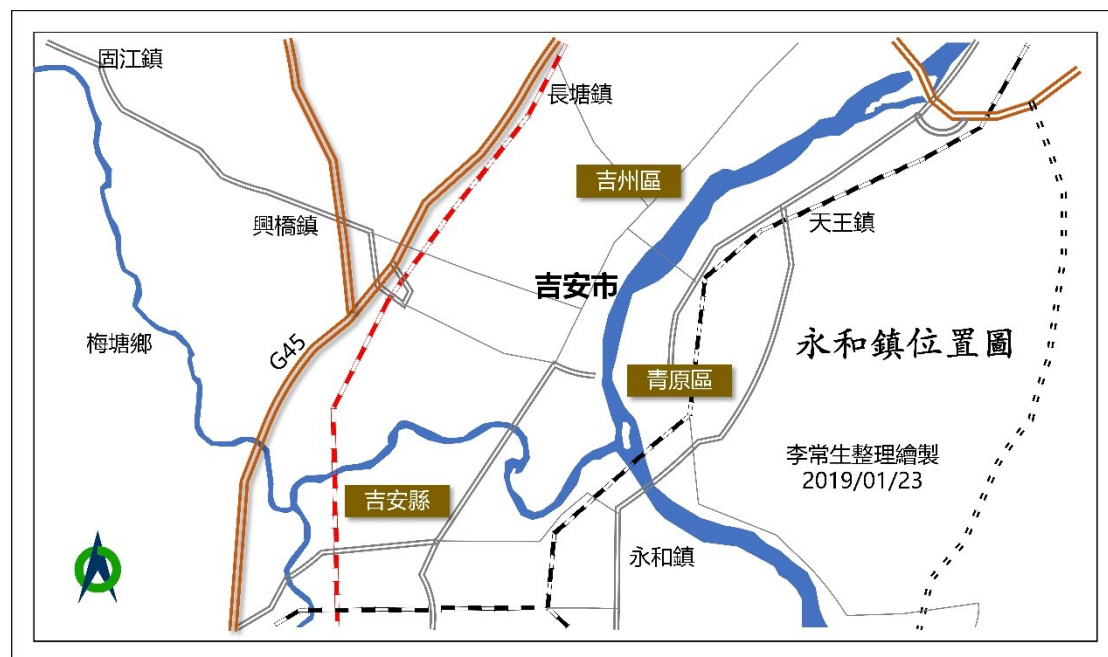 固江鎮
長塘鎮
吉州區
興橋鎮
天王鎮
吉安市
梅塘鄉
G45
永和鎮位置圖
青原區
李常生整理繪製
2019/01/23
吉安縣
永和鎮